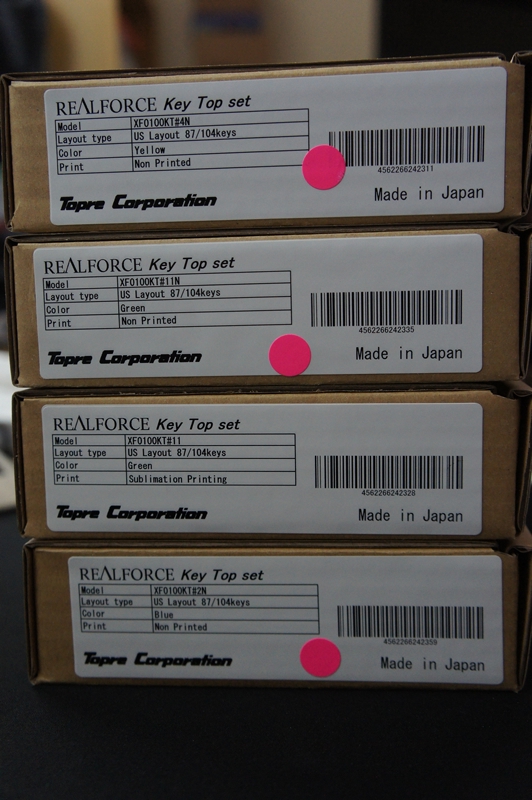 REALFORCE Key Top set
Model XF0100KT#4N
Layout type US Layout 87/104keys
Color Yellow
Print Non Printed
4562266242311
Topre Corporation
Made in Japan
REALFORCE Key Top set
Model XF0100KT#11N
Layout type US Layout 87/104keys
Color Green
Print Non Printed
4562266242335
Topre Corporation
Made in Japan
REALFORCE Key Top set
Model XF0100KT#11
Layout type US Layout 87/104keys
Color Green
Print Sublimation Printing
4562266242328
Topre Corporation
Made in Japan
REALFORCE Key Top set
Model XF0100KT#2N
Layout type US Layout 87/104keys
Color Blue
Print Non Printed
4562266242359
Topre Corporation
Made in Japan